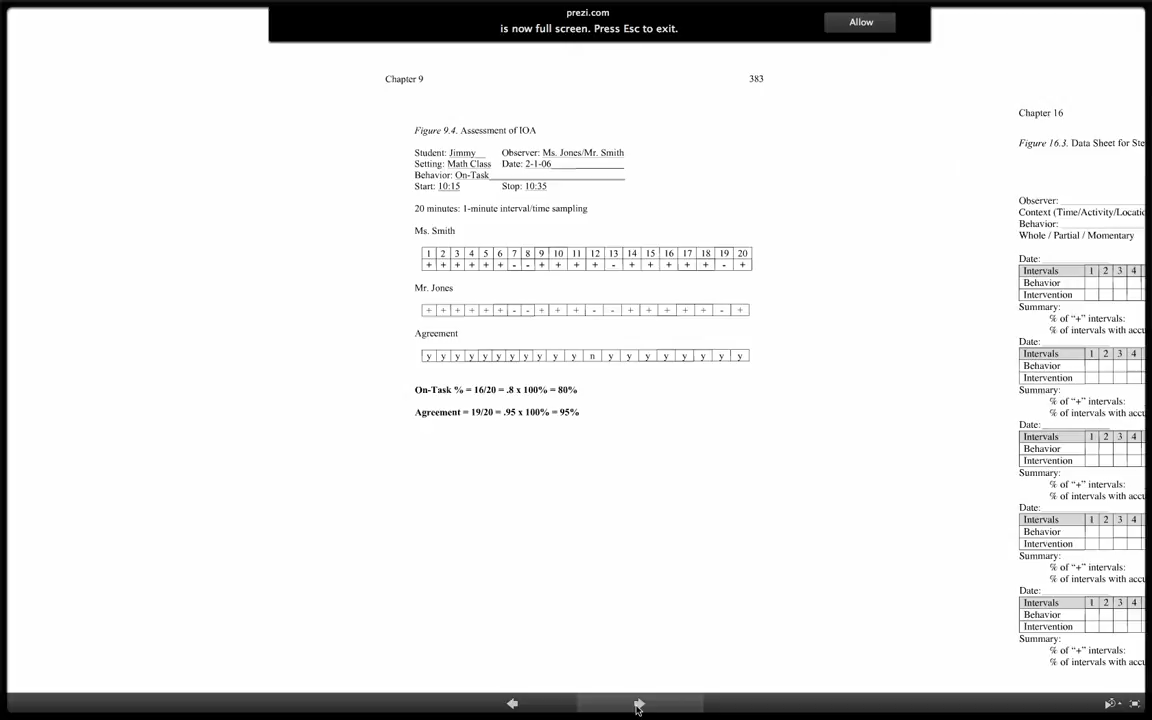 prezi.com
is now full screen. Press Esc to exit.
Allow
Chapter 9 383
Figure 9.4. Assessment of IOA
Student: Jimmy Observer: Ms. Jones/Mr. Smith
Setting: Math Class Date: 2-1-06
Behavior: On-Task
Start: 10:15 Stop: 10:35
20 minutes: 1-minute interval/time sampling
Ms. Smith
1 2 3 4 5 6 7 8 9 10 11 12 13 14 15 16 17 18 19 20
+ + + + + + - - + + + + - + + + + + - +
Mr. Jones
+ + + + + + - - + + + - - + + + + + - +
Agreement
y y y y y y y y y y y n y y y y y y y y
On-Task % = 16/20 = .8 x 100% = 80%
Agreement = 19/20 = .95 x 100% = 95%
Chapter 16
Figure 16.3. Data Sheet for Ste
Observer:
Context (Time/Activity/Locatio
Behavior:
Whole / Partial / Momentary
Date:
Intervals 1 2 3 4
Behavior
Intervention
Summary:
% of "+" intervals:
% of intervals with accu
Date:
Intervals 1 2 3 4
Behavior
Intervention
Summary:
% of "+" intervals:
% of intervals with accu
Date:
Intervals 1 2 3 4
Behavior
Intervention
Summary:
% of "+" intervals:
% of intervals with accu
Date:
Intervals 1 2 3 4
Behavior
Intervention
Summary:
% of "+" intervals:
% of intervals with accu
Date:
Intervals 1 2 3 4
Behavior
Intervention
Summary:
% of "+" intervals:
% of intervals with accu